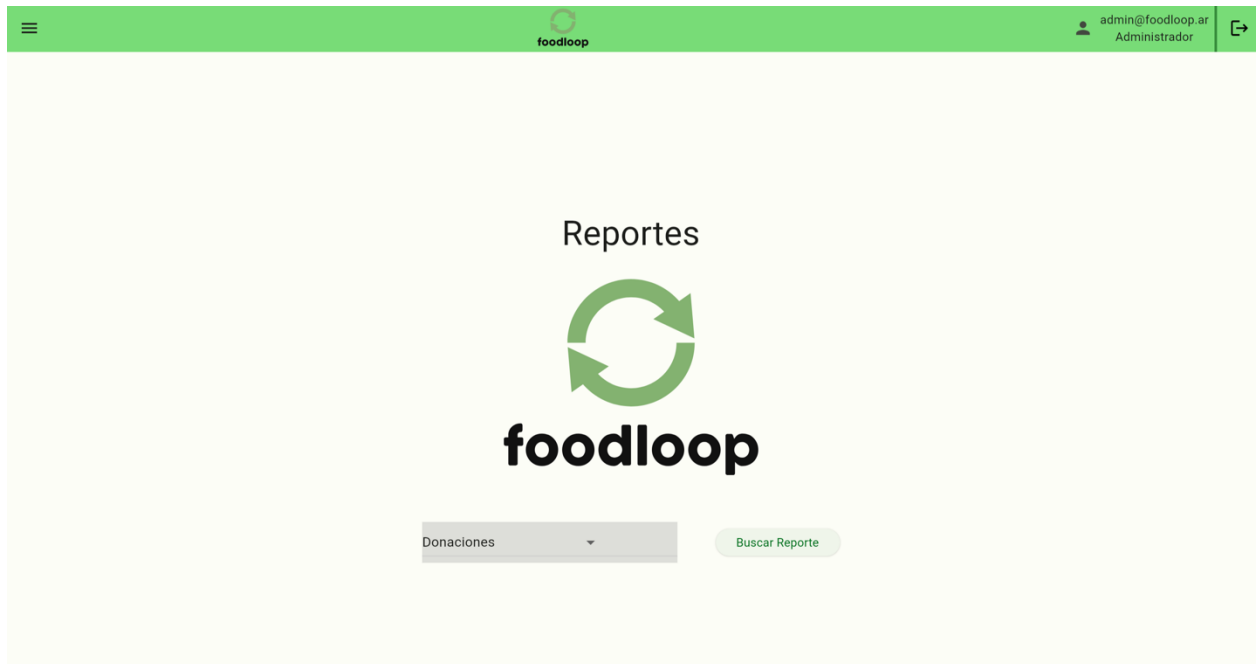 foodloop
admin@foodloop.ar
Administrador
Reportes
foodloop
Donaciones
Buscar Reporte